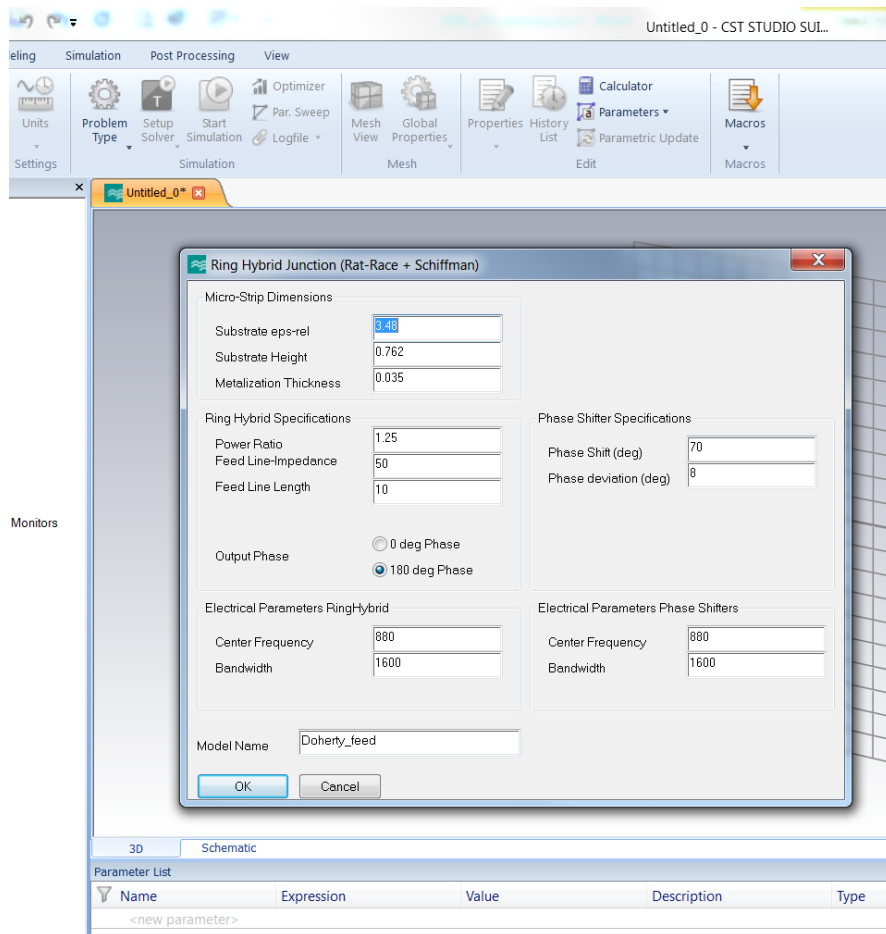 Untitled_0 - CST STUDIO SUI...
eling Simulation Post Processing View
Units
Settings
Problem Type
Setup Solver
Start Simulation
Optimizer
Par. Sweep
Logfile
Simulation
Mesh View
Global Properties
Mesh
Properties
History List
Calculator
Parameters
Parametric Update
Edit
Macros
Macros
Untitled_0*
Monitors
Ring Hybrid Junction (Rat-Race + Schiffman)
Micro-Strip Dimensions
Substrate eps-rel 3.48
Substrate Height 0.762
Metalization Thickness 0.035
Ring Hybrid Specifications
Power Ratio 1.25
Feed Line-Impedance 50
Feed Line Length 10
Output Phase
0 deg Phase
180 deg Phase
Phase Shifter Specifications
Phase Shift (deg) 70
Phase deviation (deg) 8
Electrical Parameters RingHybrid
Center Frequency 880
Bandwidth 1600
Electrical Parameters Phase Shifters
Center Frequency 880
Bandwidth 1600
Model Name Doherty_feed
OK Cancel
3D Schematic
Parameter List
Name Expression Value Description Type
<new parameter>